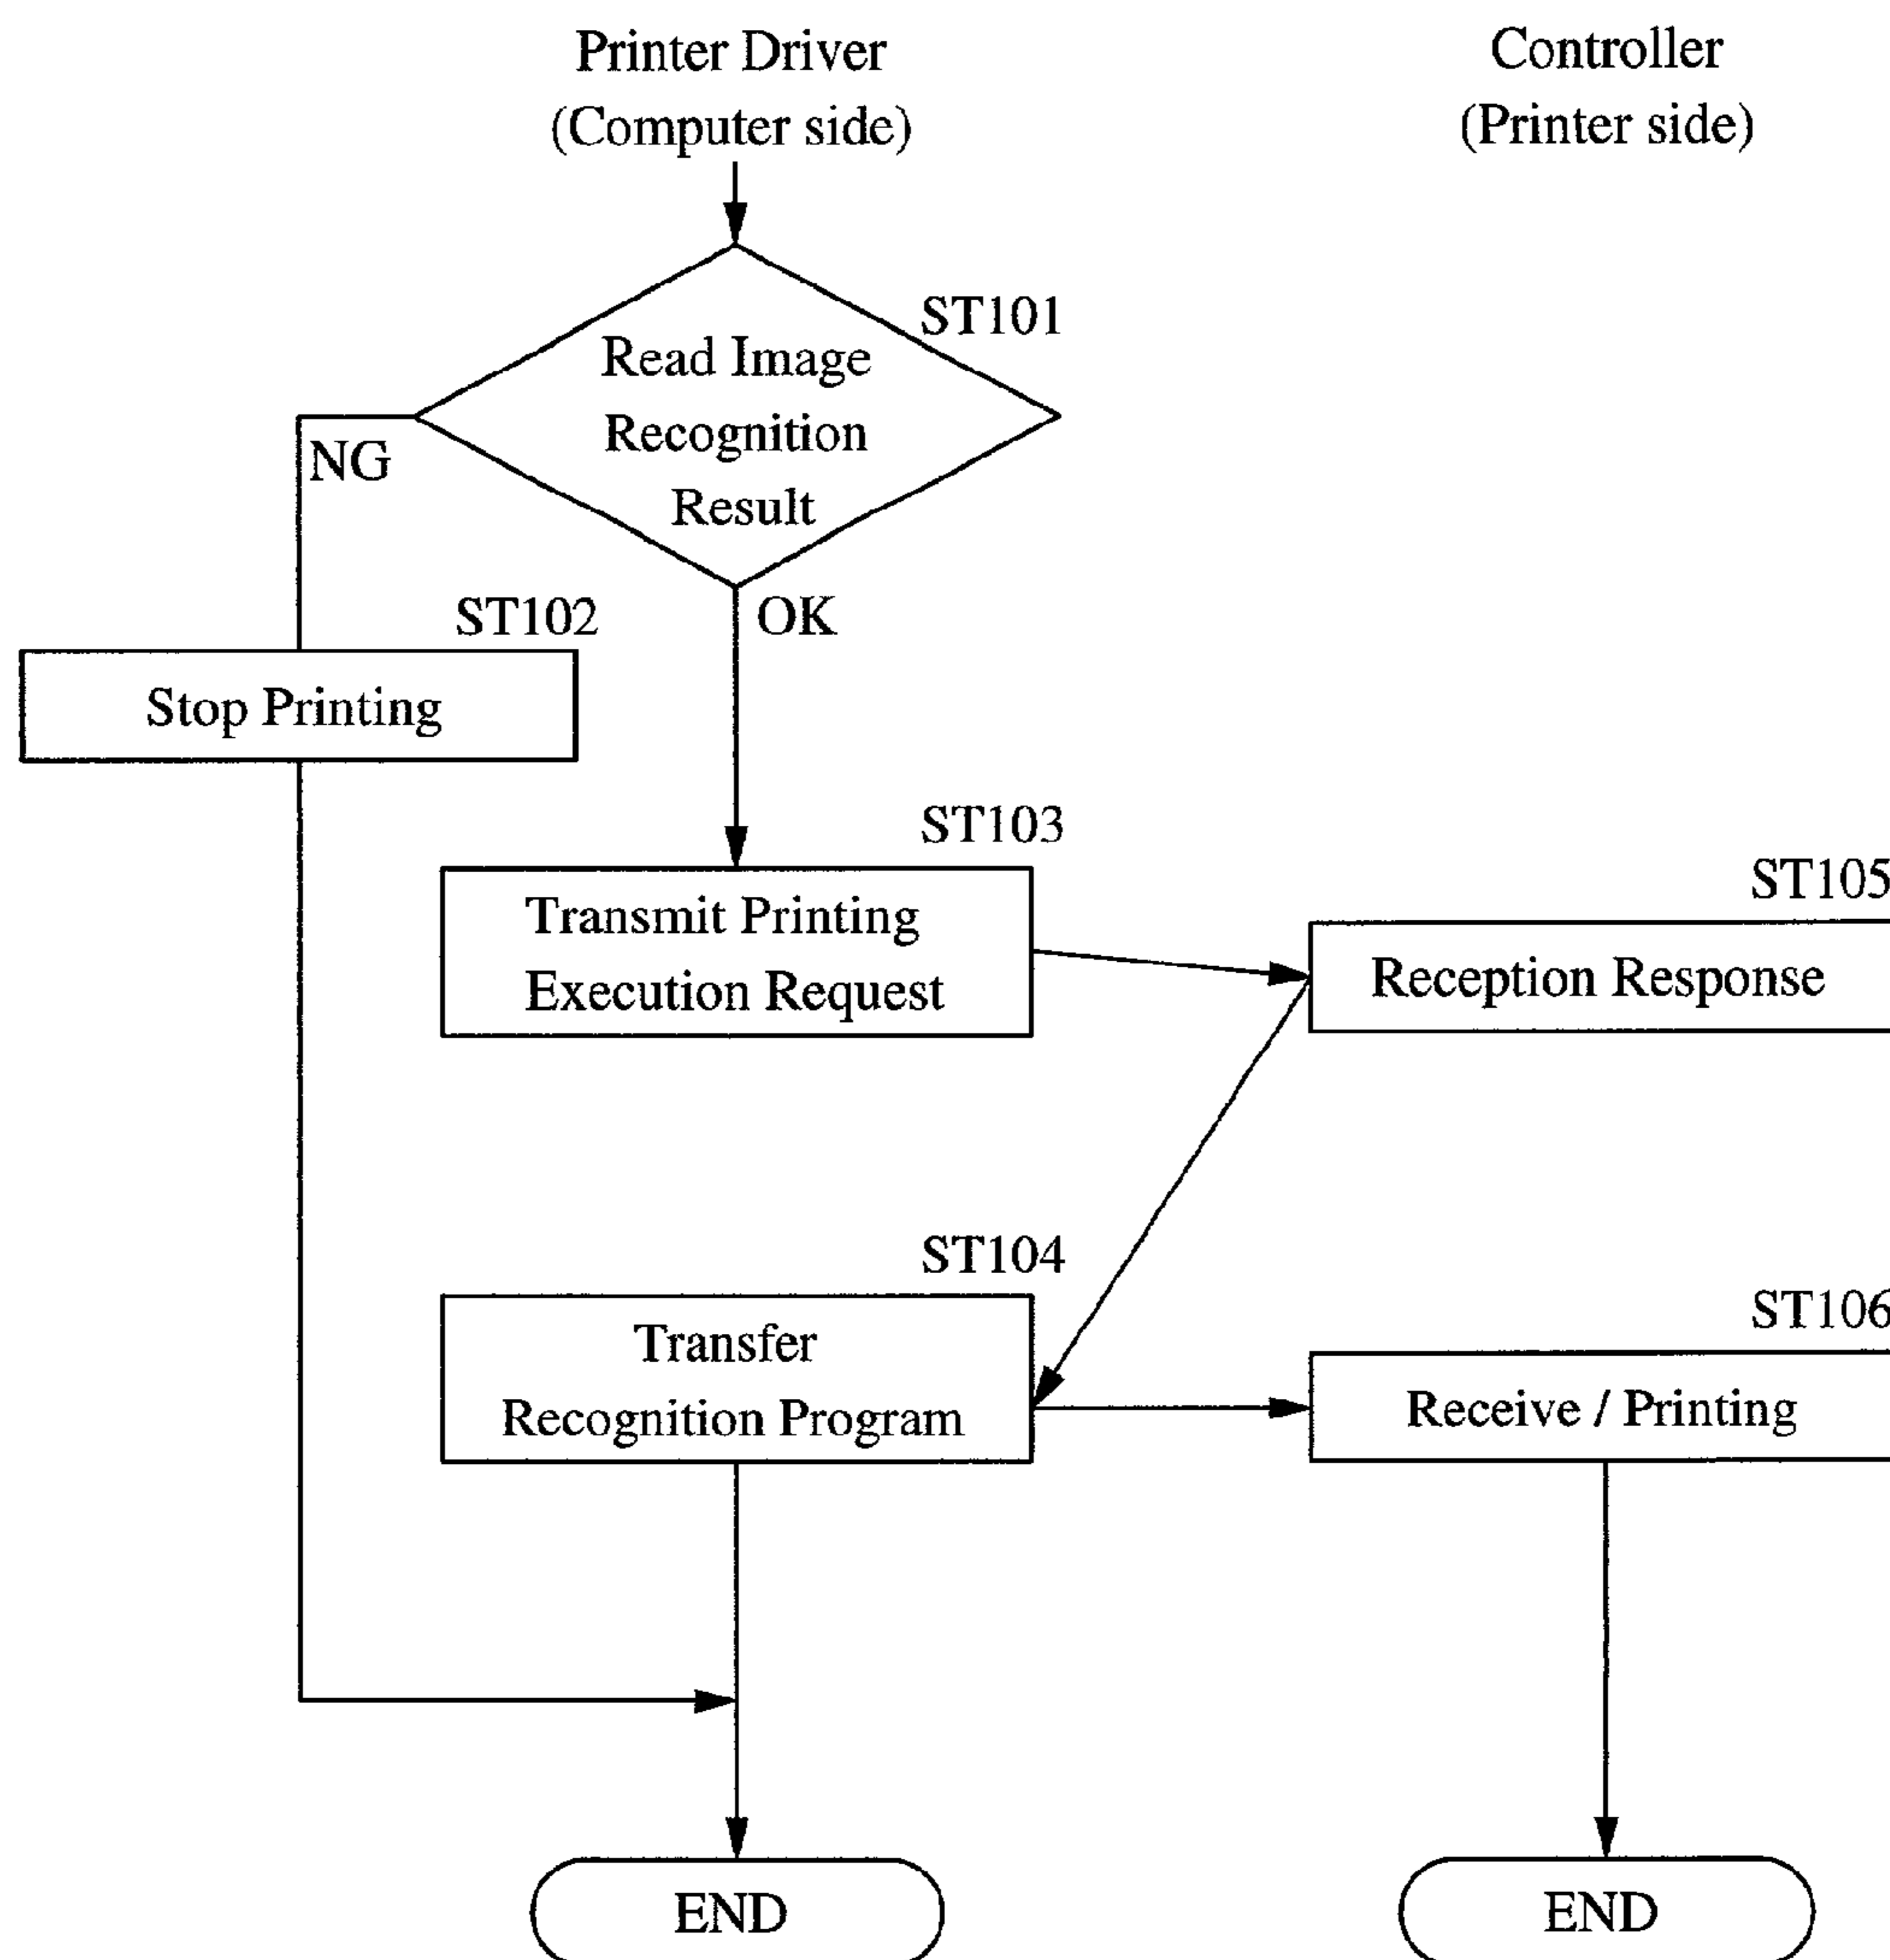 Printer Driver
(Computer side)
Controller
(Printer side)
ST101
Read Image
Recognition
Result
NG
OK
ST102
Stop Printing
ST103
Transmit Printing
Execution Request
ST105
Reception Response
ST104
Transfer
Recognition Program
ST106
Receive / Printing
END
END